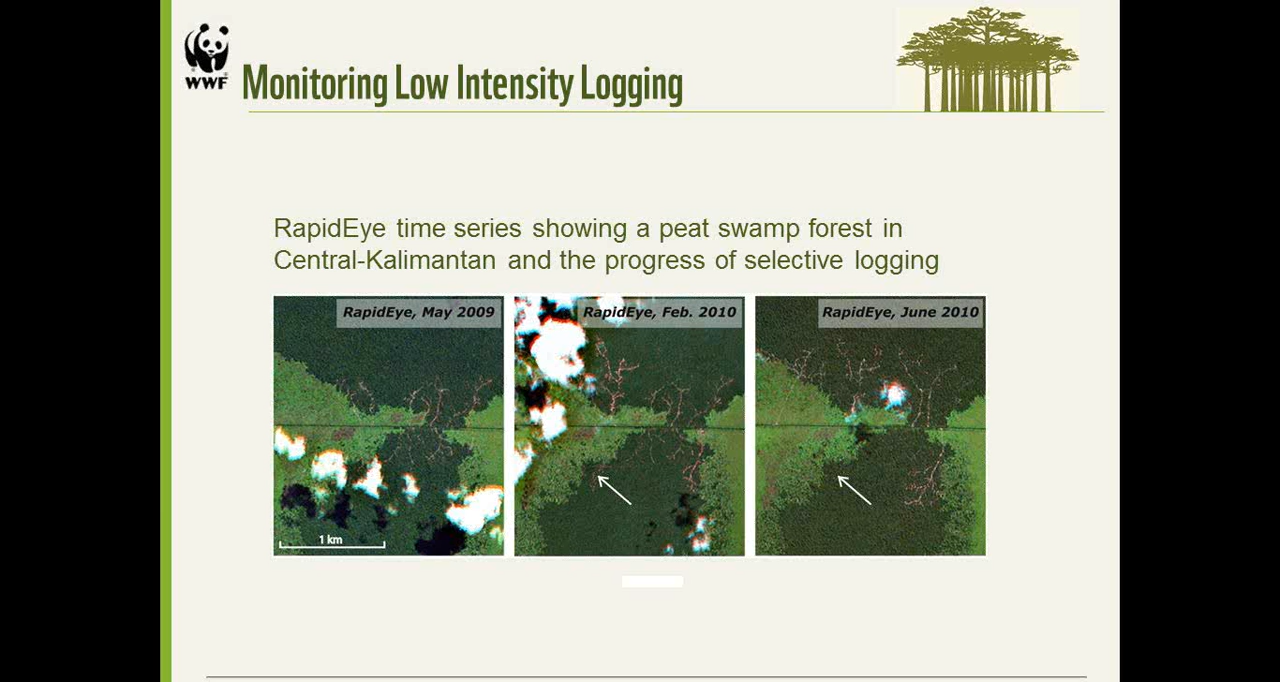 WWF
Monitoring Low Intensity Logging
RapidEye time series showing a peat swamp forest in
Central-Kalimantan and the progress of selective logging
RapidEye, May 2009
RapidEye, Feb. 2010
RapidEye, June 2010
1 km